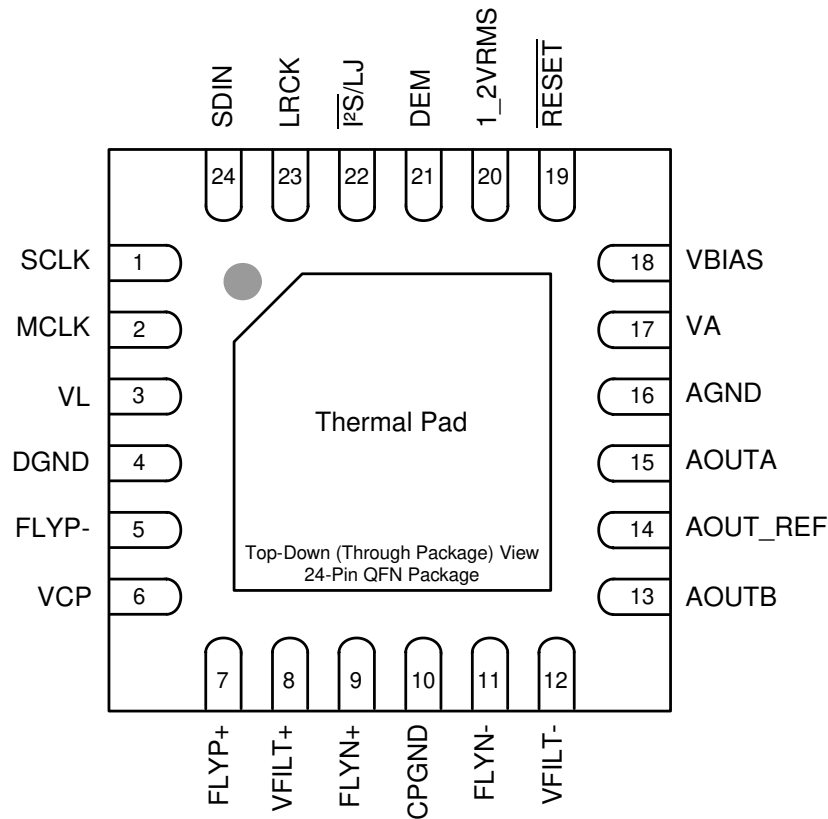 SDIN
LRCK
I²S/LJ
DEM
1_2VRMS
RESET
24
23
22
21
20
19
SCLK 1
18 VBIAS
MCLK 2
17 VA
VL 3
16 AGND
Thermal Pad
DGND 4
15 AOUTA
FLYP- 5
14 AOUT_REF
Top-Down (Through Package) View
24-Pin QFN Package
VCP 6
13 AOUTB
7
8
9
10
11
12
FLYP+
VFILT+
FLYN+
CPGND
FLYN-
VFILT-